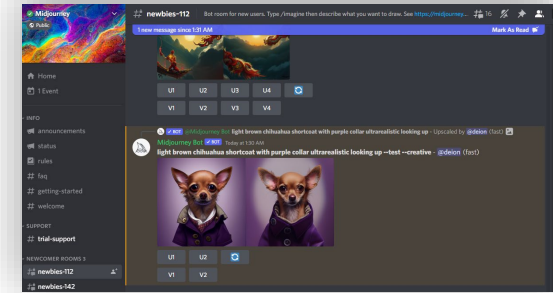 Midjourney
Public
Home
1 Event
INFO
announcements
status
rules
faq
getting-started
welcome
SUPPORT
trial-support
NEWCOMER ROOMS 3
newbies-112
newbies-142
newbies-112 Bot room for new users. Type /imagine then describe what you want to draw. See https://midjourney... 16
1 new message since 1:31 AM Mark As Read
U1 U2 U3 U4
V1 V2 V3 V4
BOT @Midjourney Bot light brown chihuahua shortcoat with purple collar ultrarealistic looking up - Upscaled by @deion (fast)
Midjourney Bot BOT Today at 1:30 AM
light brown chihuahua shortcoat with purple collar ultrarealistic looking up --test --creative - @deion (fast)
U1 U2
V1 V2